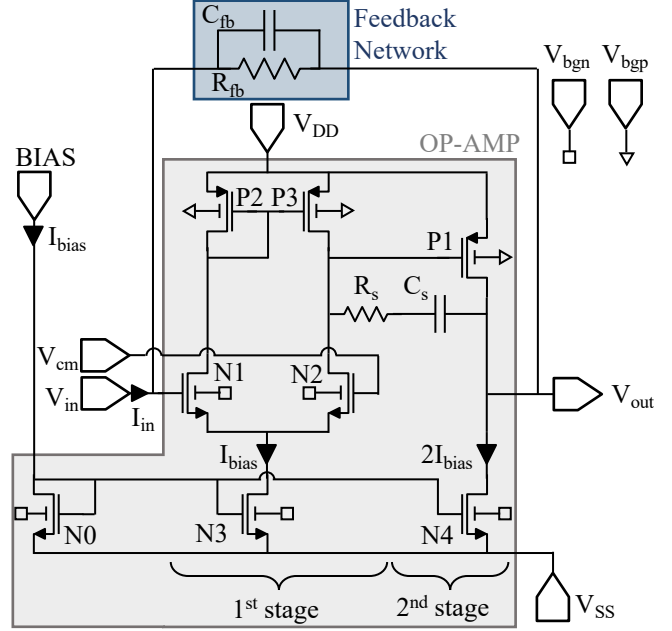 C_fb
Feedback
Network
R_fb
V_bgn
V_bgp
V_DD
BIAS
OP-AMP
P2
P3
I_bias
P1
R_s
C_s
V_cm
N1
N2
V_in
I_in
V_out
I_bias
2I_bias
N0
N3
N4
1st stage
2nd stage
V_SS